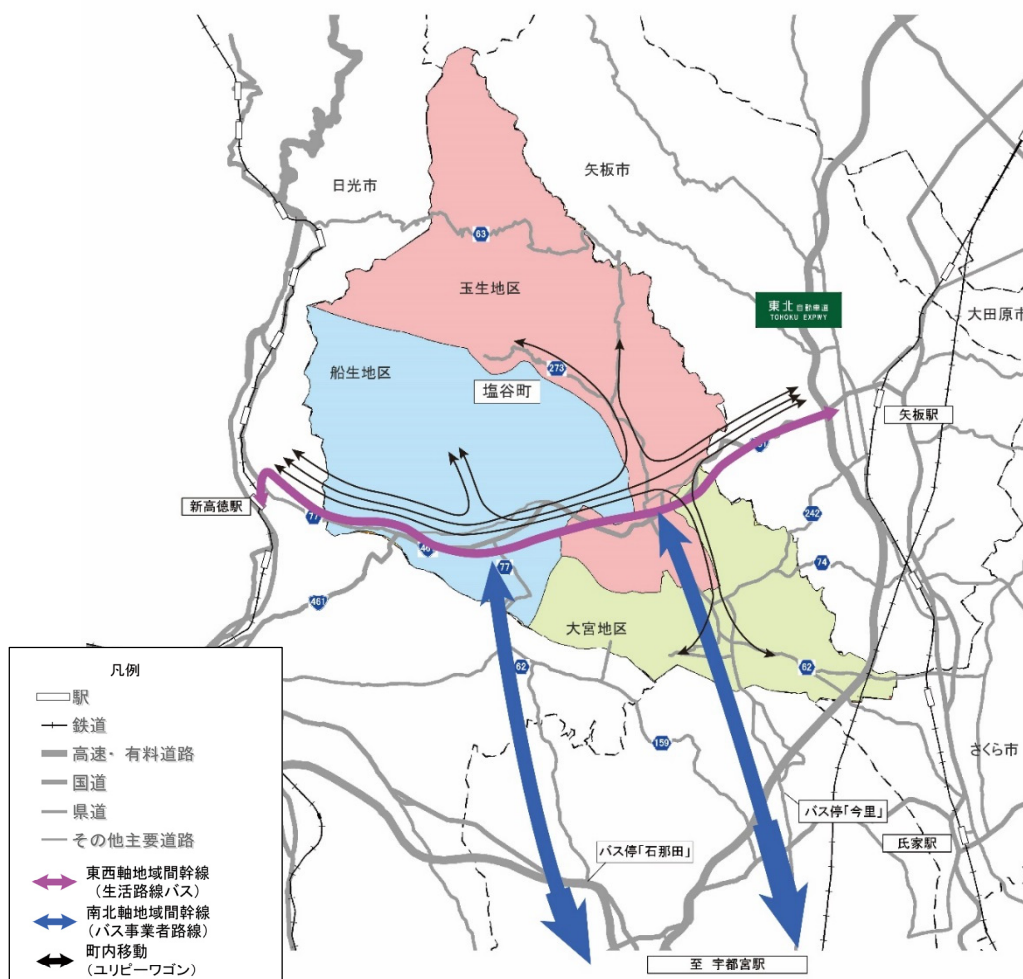 日光市
矢板市
63
玉生地区
東北自動車道
TOHOKU EXPWY
大田原市
船生地区
273
塩谷町
矢板駅
新高徳駅
77
461
242
74
77
461
大宮地区
62
62
159
さくら市
バス停「今里」
氏家駅
バス停「石那田」
至 宇都宮駅
凡例
駅
鉄道
高速・有料道路
国道
県道
その他主要道路
東西軸地域間幹線
(生活路線バス)
南北軸地域間幹線
(バス事業者路線)
町内移動
(ユリピーワゴン)